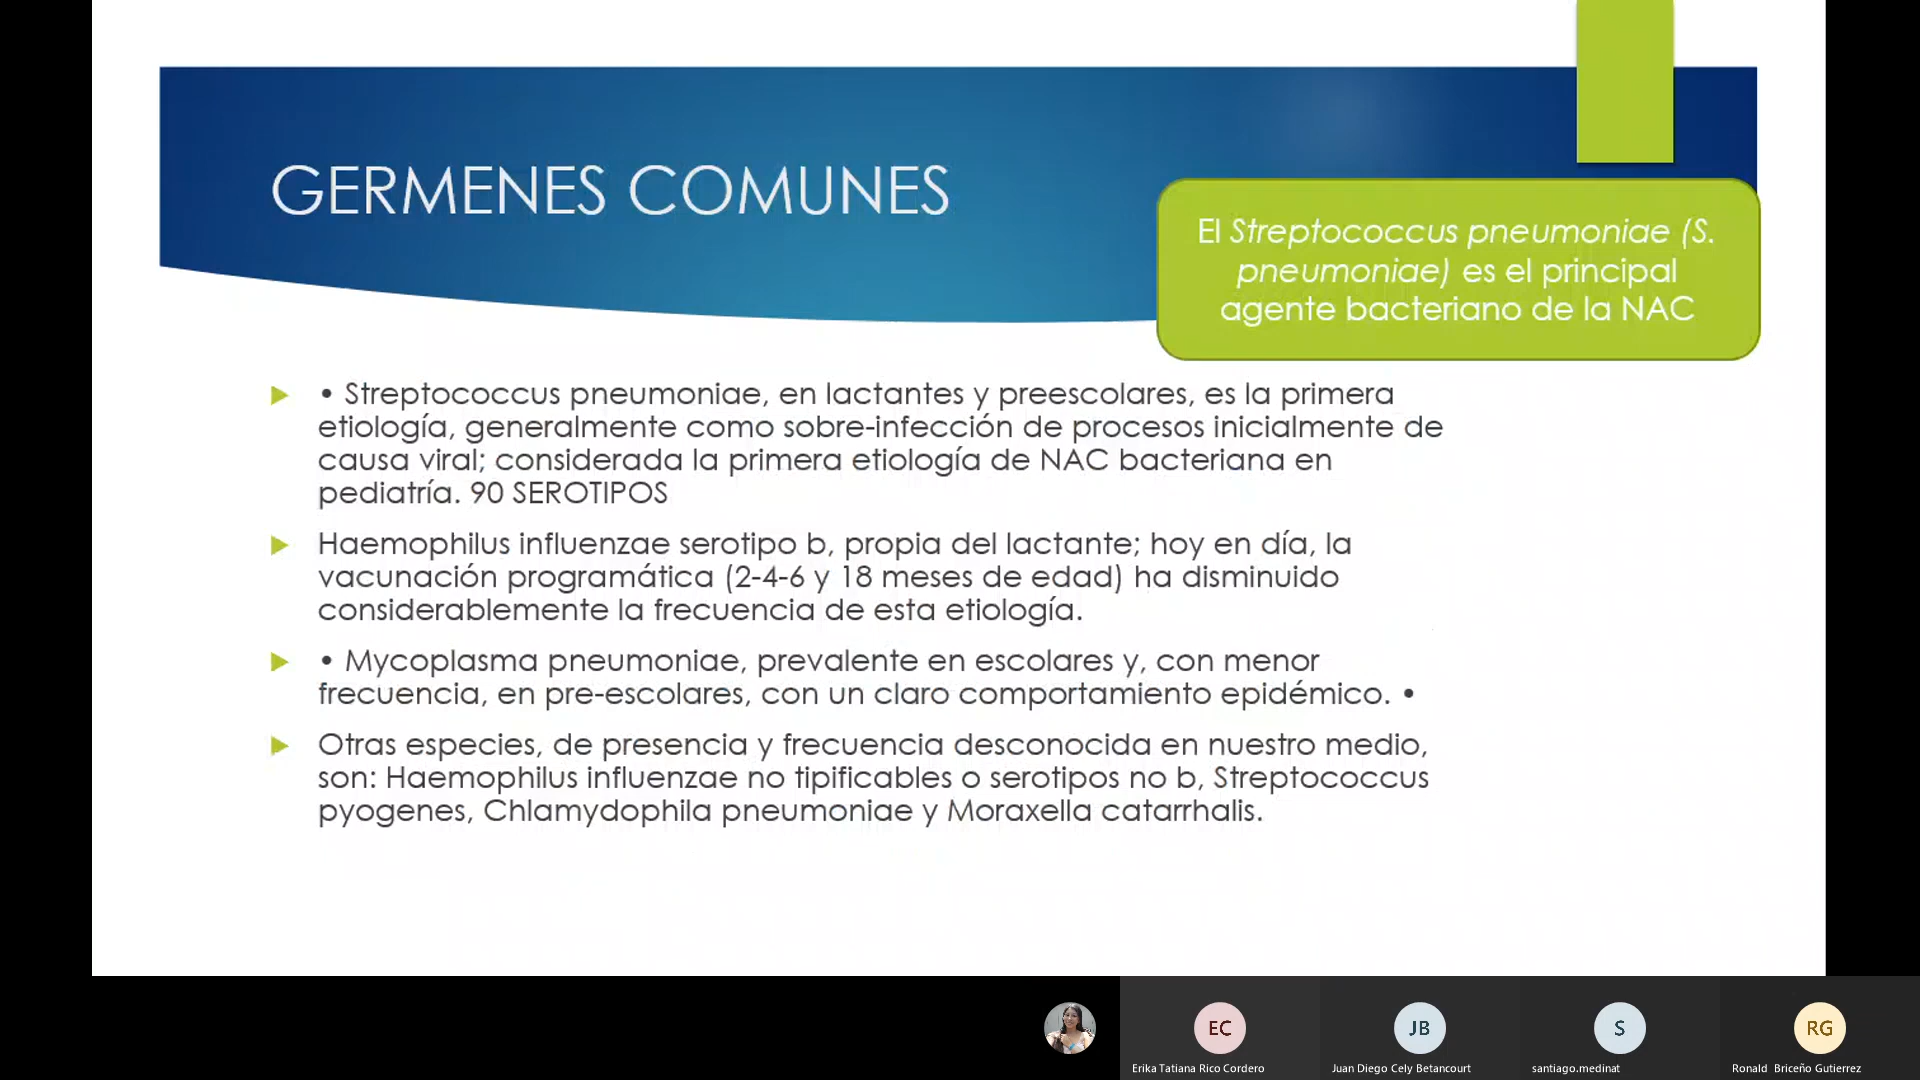 GERMENES COMUNES
El Streptococcus pneumoniae (S.
pneumoniae) es el principal
agente bacteriano de la NAC
• Streptococcus pneumoniae, en lactantes y preescolares, es la primera
etiología, generalmente como sobre-infección de procesos inicialmente de
causa viral; considerada la primera etiología de NAC bacteriana en
pediatría. 90 SEROTIPOS
Haemophilus influenzae serotipo b, propia del lactante; hoy en día, la
vacunación programática (2-4-6 y 18 meses de edad) ha disminuido
considerablemente la frecuencia de esta etiología.
• Mycoplasma pneumoniae, prevalente en escolares y, con menor
frecuencia, en pre-escolares, con un claro comportamiento epidémico. •
Otras especies, de presencia y frecuencia desconocida en nuestro medio,
son: Haemophilus influenzae no tipificables o serotipos no b, Streptococcus
pyogenes, Chlamydophila pneumoniae y Moraxella catarrhalis.
EC
JB
S
RG
Erika Tatiana Rico Cordero
Juan Diego Cely Betancourt
santiago.medinat
Ronald Briceño Gutierrez